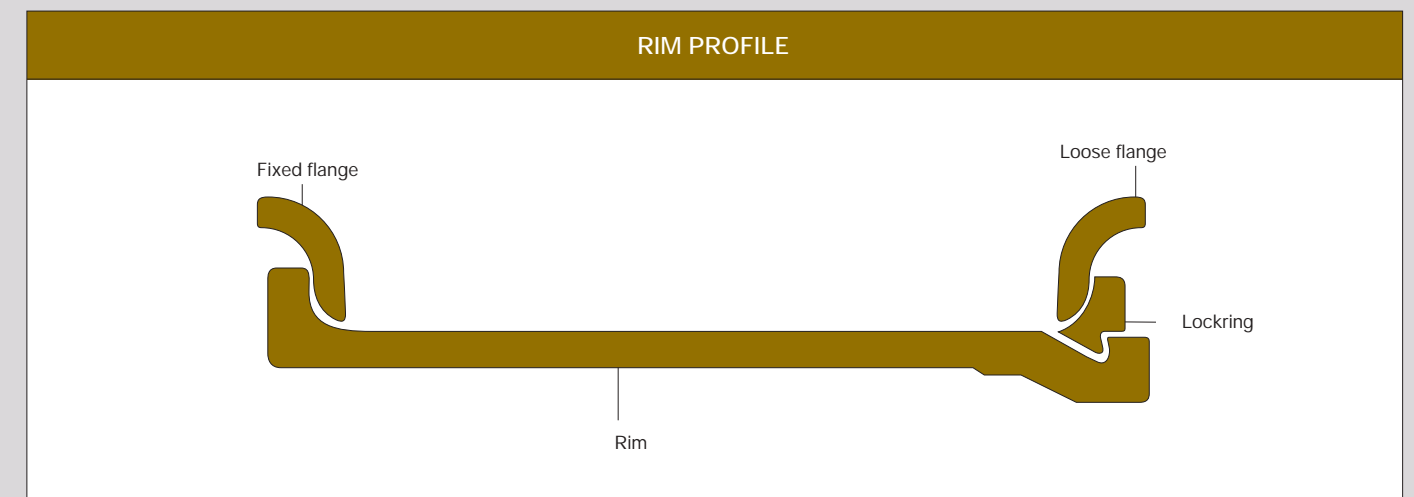 RIM PROFILE
Loose flange
Fixed flange
Lockring
Rim